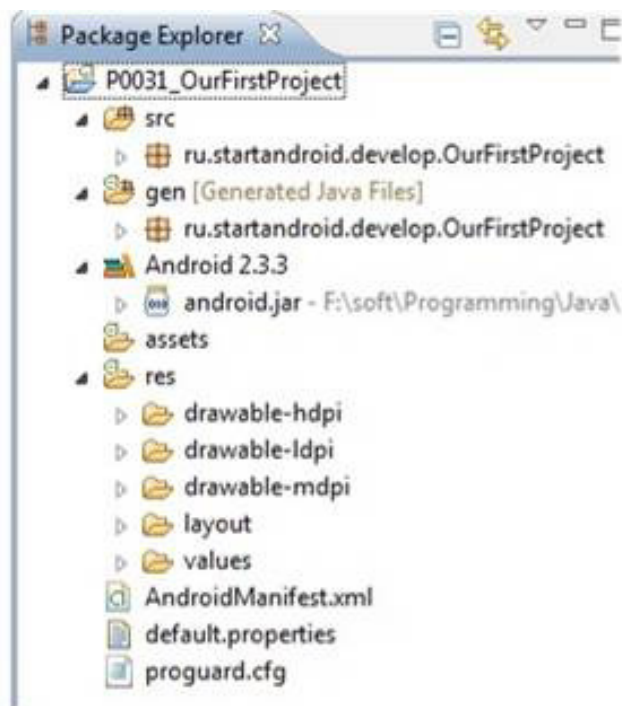 Package Explorer
P0031_OurFirstProject
src
ru.startandroid.develop.OurFirstProject
gen [Generated Java Files]
ru.startandroid.develop.OurFirstProject
Android 2.3.3
android.jar - F:\soft\Programming\Java\
assets
res
drawable-hdpi
drawable-ldpi
drawable-mdpi
layout
values
AndroidManifest.xml
default.properties
proguard.cfg